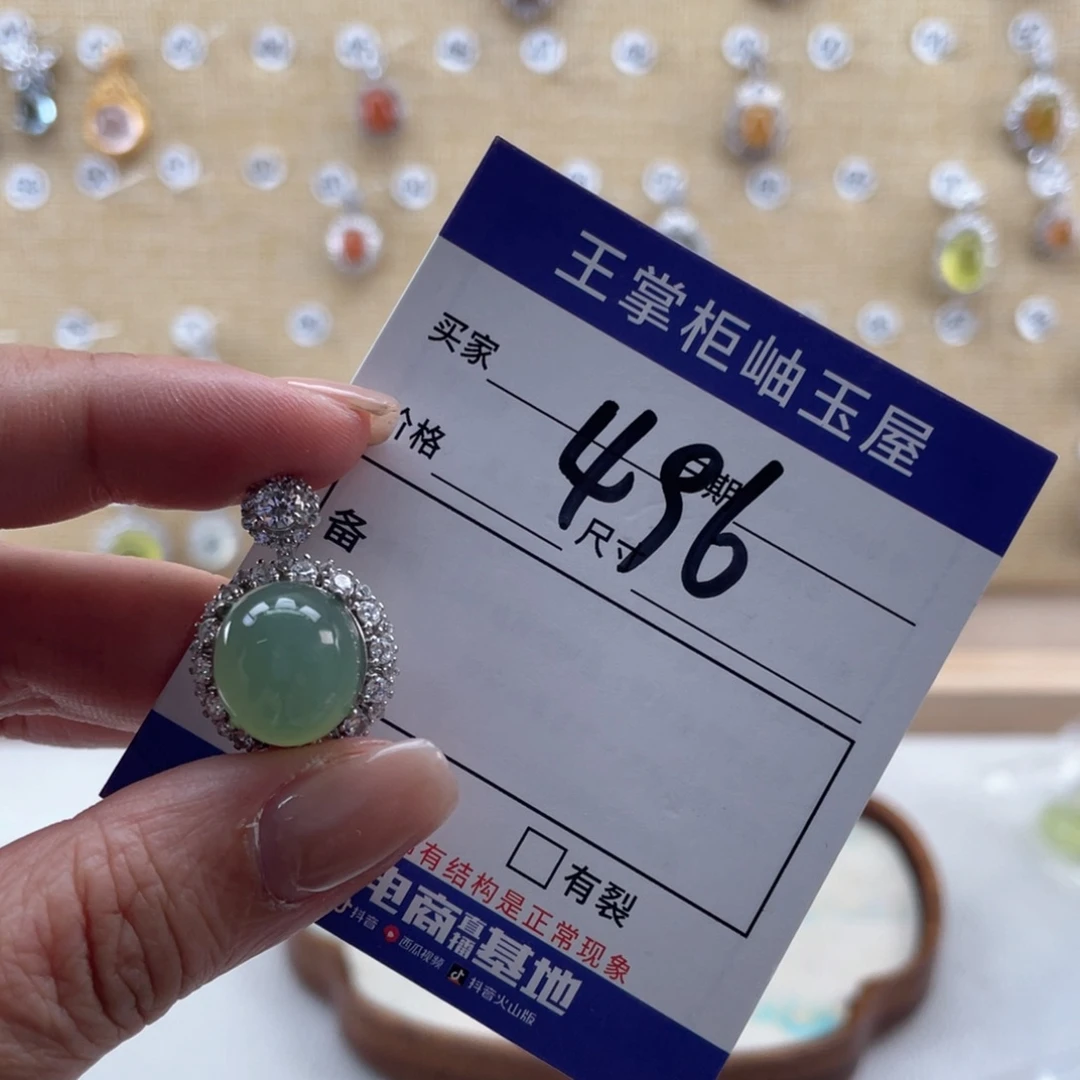 王掌柜岫玉屋
买家
日期
价格
尺寸
496
备
有裂
有结构是正常现象
电商直播基地
抖音 西瓜视频 抖音火山版